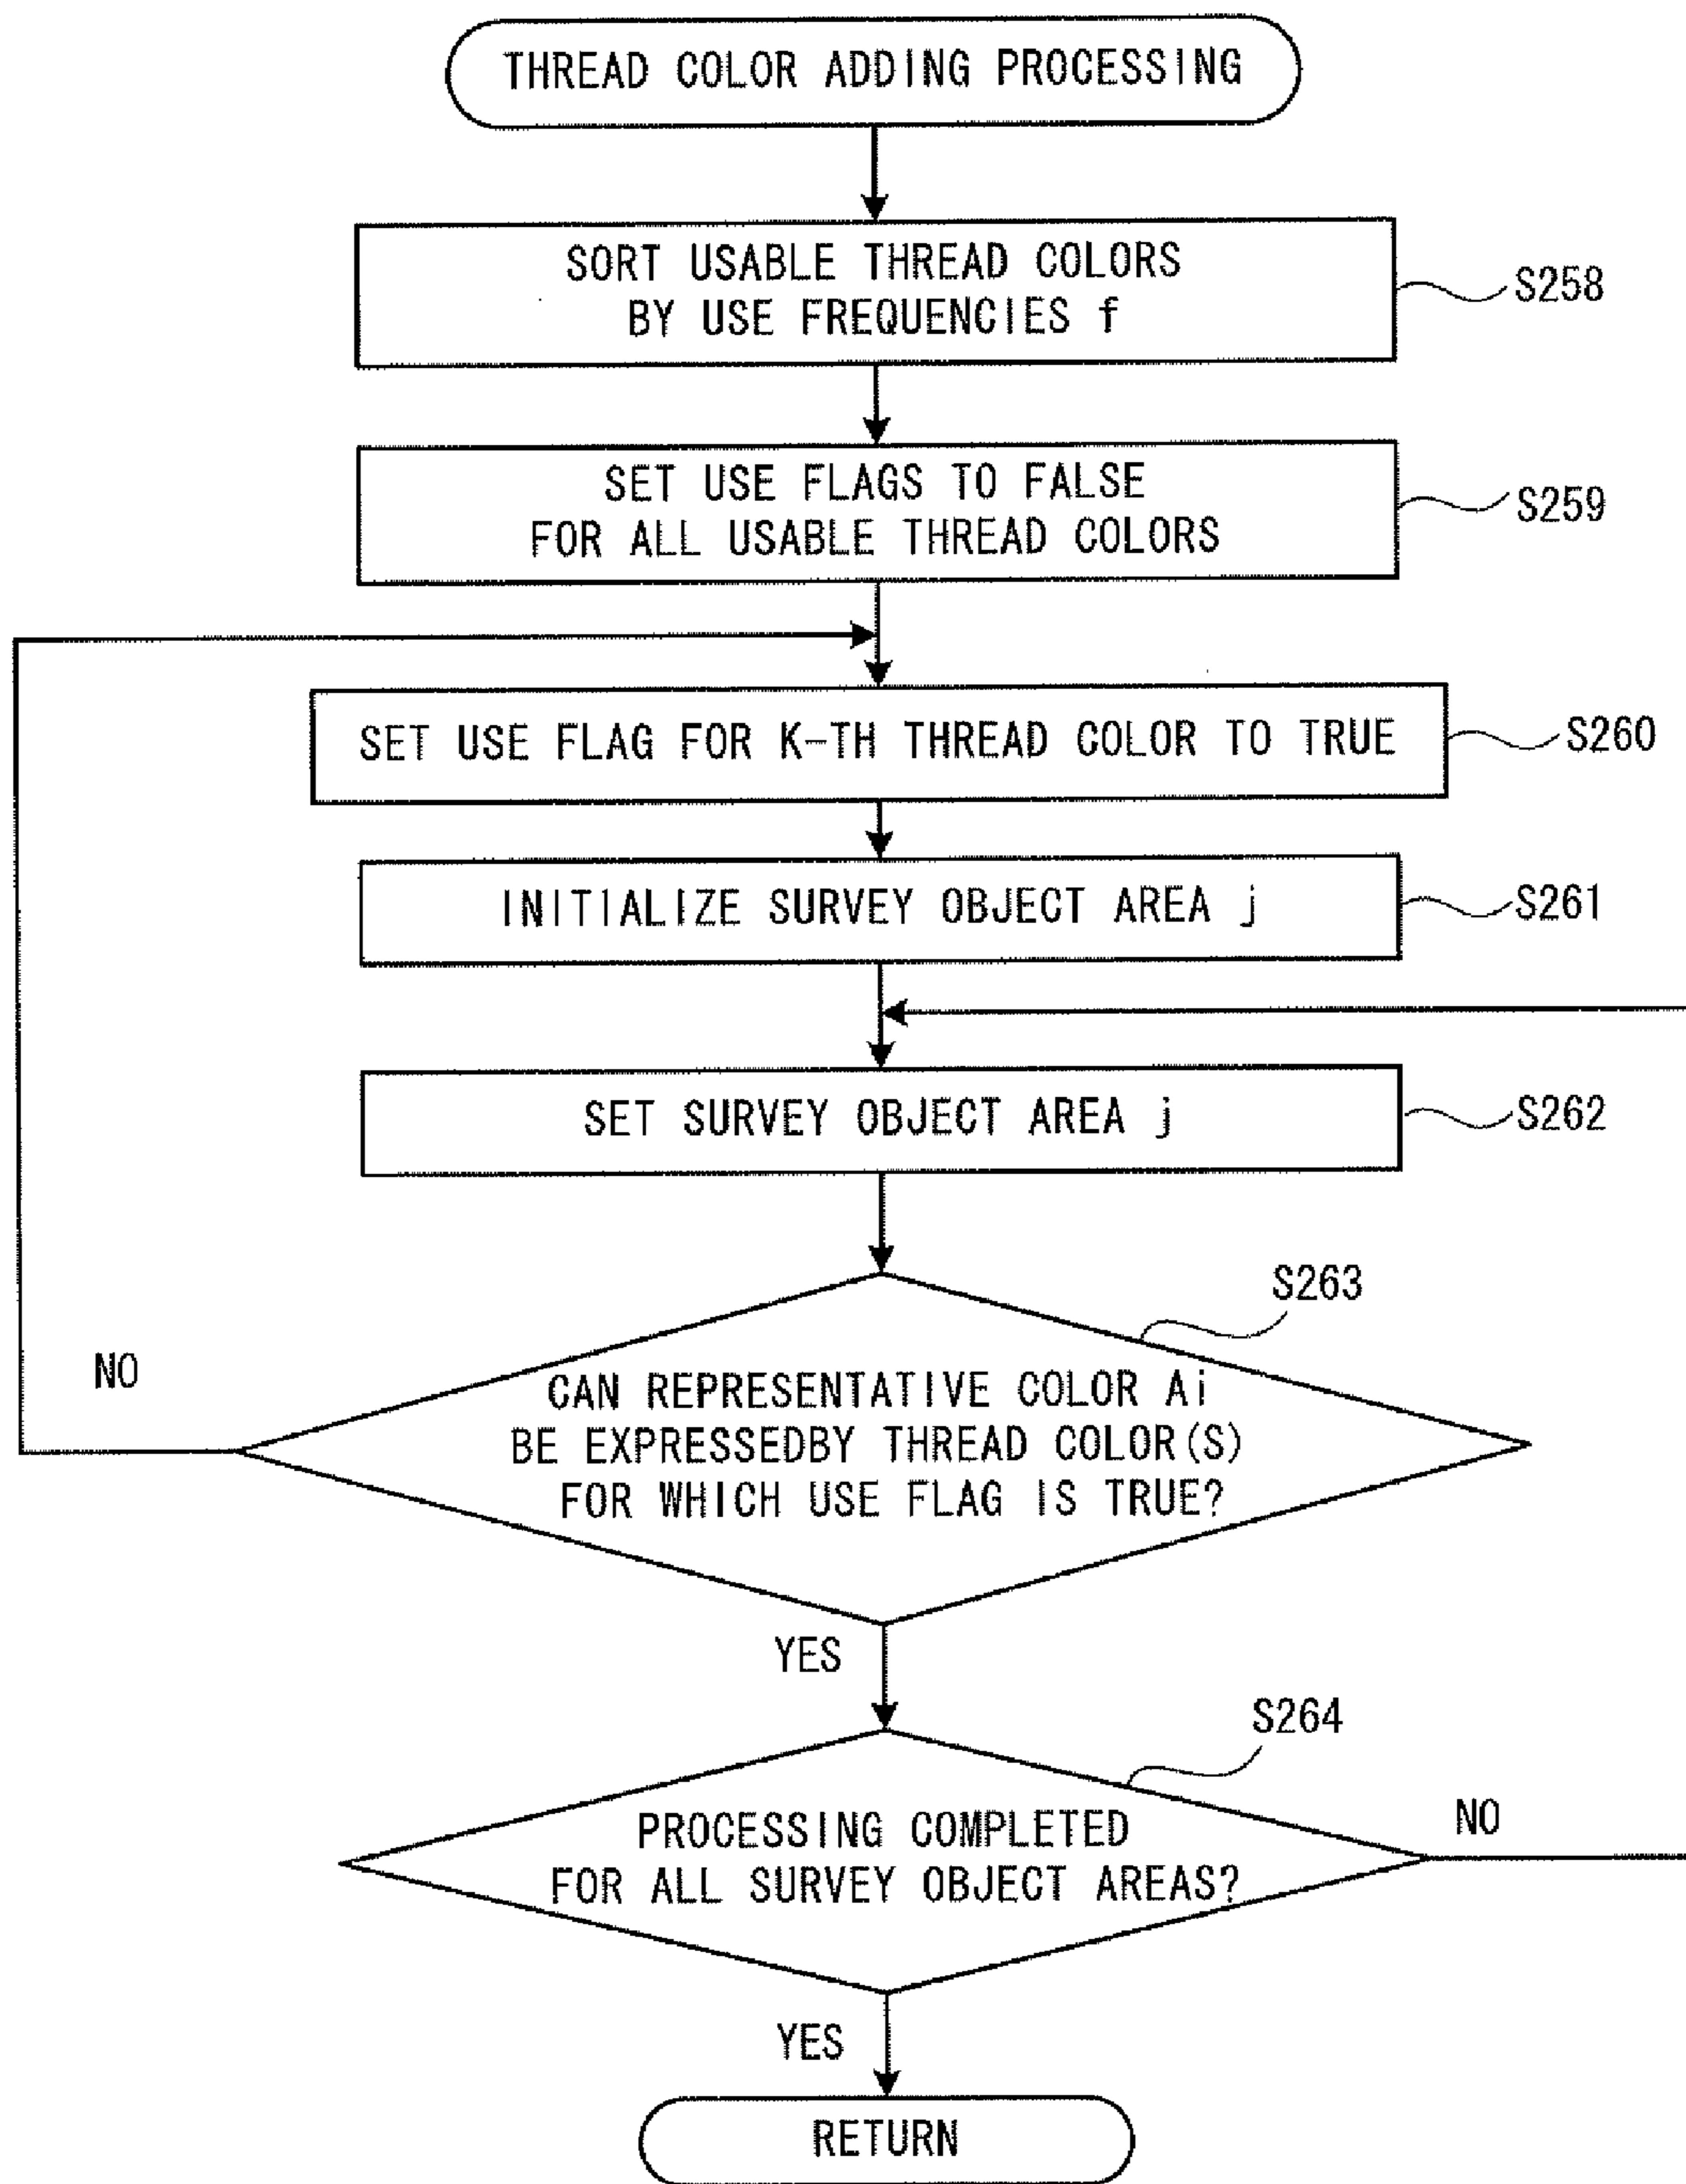 THREAD COLOR ADDING PROCESSING
SORT USABLE THREAD COLORS
BY USE FREQUENCIES f
S258
SET USE FLAGS TO FALSE
FOR ALL USABLE THREAD COLORS
S259
SET USE FLAG FOR K-TH THREAD COLOR TO TRUE
S260
INITIALIZE SURVEY OBJECT AREA j
S261
SET SURVEY OBJECT AREA j
S262
S263
NO
CAN REPRESENTATIVE COLOR Ai
BE EXPRESSEDBY THREAD COLOR(S)
FOR WHICH USE FLAG IS TRUE?
YES
S264
PROCESSING COMPLETED
FOR ALL SURVEY OBJECT AREAS?
NO
YES
RETURN